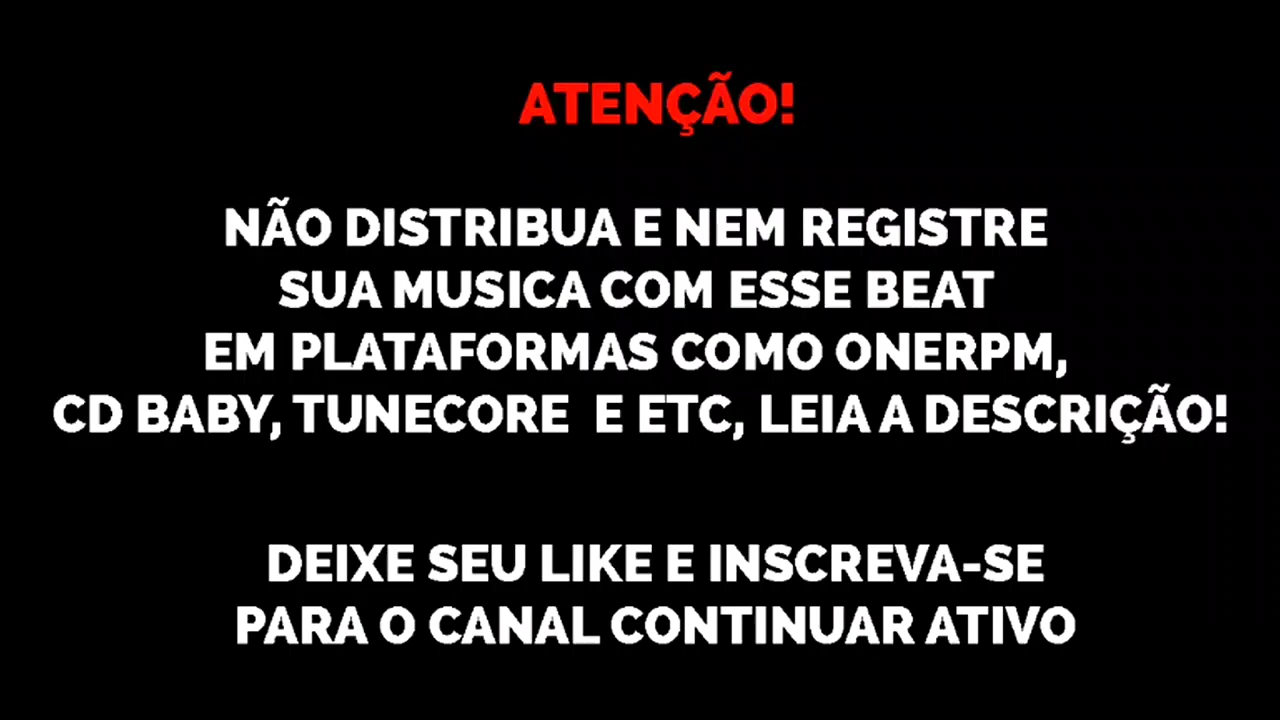 ATENÇÃO!
NÃO DISTRIBUA E NEM REGISTRE
SUA MUSICA COM ESSE BEAT
EM PLATAFORMAS COMO ONERPM,
CD BABY, TUNECORE E ETC, LEIA A DESCRIÇÃO!
DEIXE SEU LIKE E INSCREVA-SE
PARA O CANAL CONTINUAR ATIVO